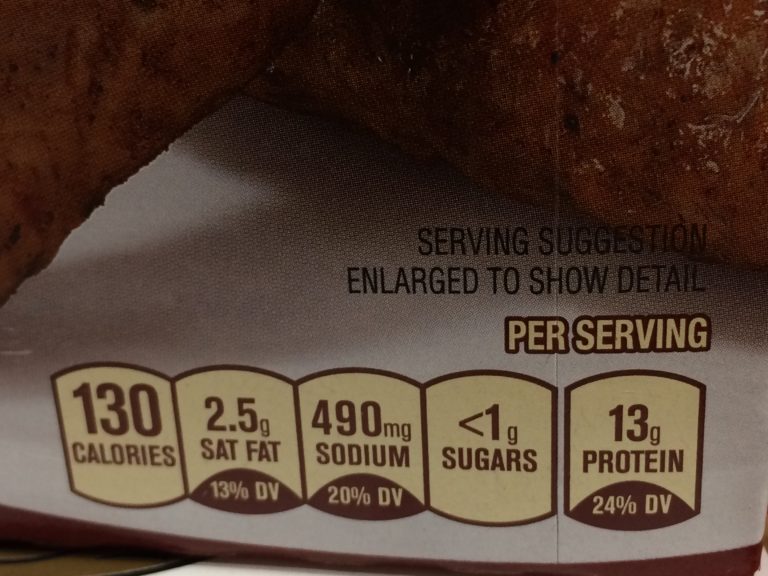 SERVING SUGGESTION
ENLARGED TO SHOW DETAIL
PER SERVING
130
CALORIES
2.5g
SAT FAT
13% DV
490mg
SODIUM
20% DV
<1g
SUGARS
13g
PROTEIN
24% DV